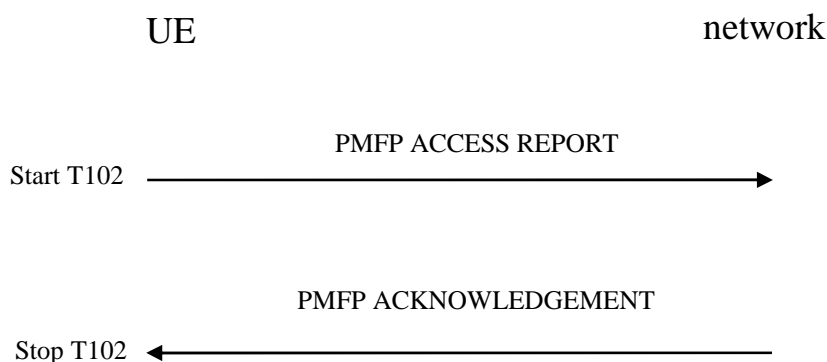 UE network
PMFP ACCESS REPORT
Start T102
PMFP ACKNOWLEDGEMENT
Stop T102